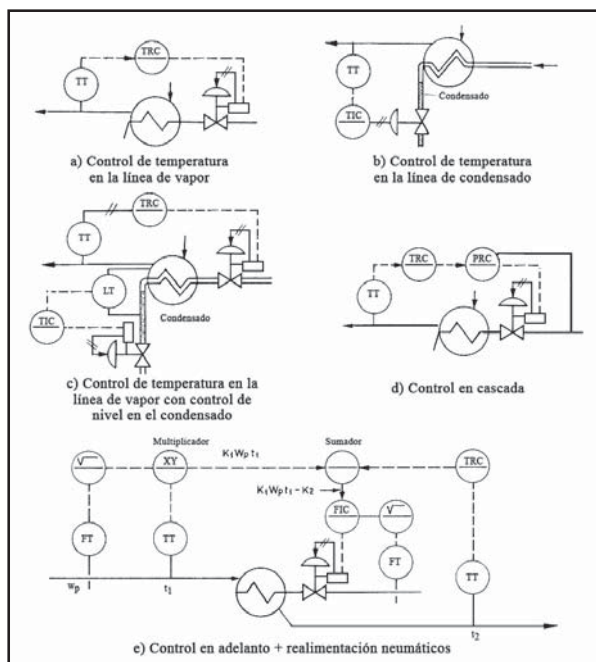 TRC
TT
a) Control de temperatura
en la línea de vapor
TT
Condensado
TIC
b) Control de temperatura
en la línea de condensado
TRC
TT
LT
TIC
Condensado
c) Control de temperatura en la
línea de vapor con control de
nivel en el condensado
TRC
PRC
TT
d) Control en cascada
Multiplicador
Sumador
√
XY
K₁Wₚt₁
TRC
K₁Wₚt₁-K₂
FIC
√
FT
TT
FT
TT
wₚ
t₁
t₂
e) Control en adelanto + realimentación neumáticos